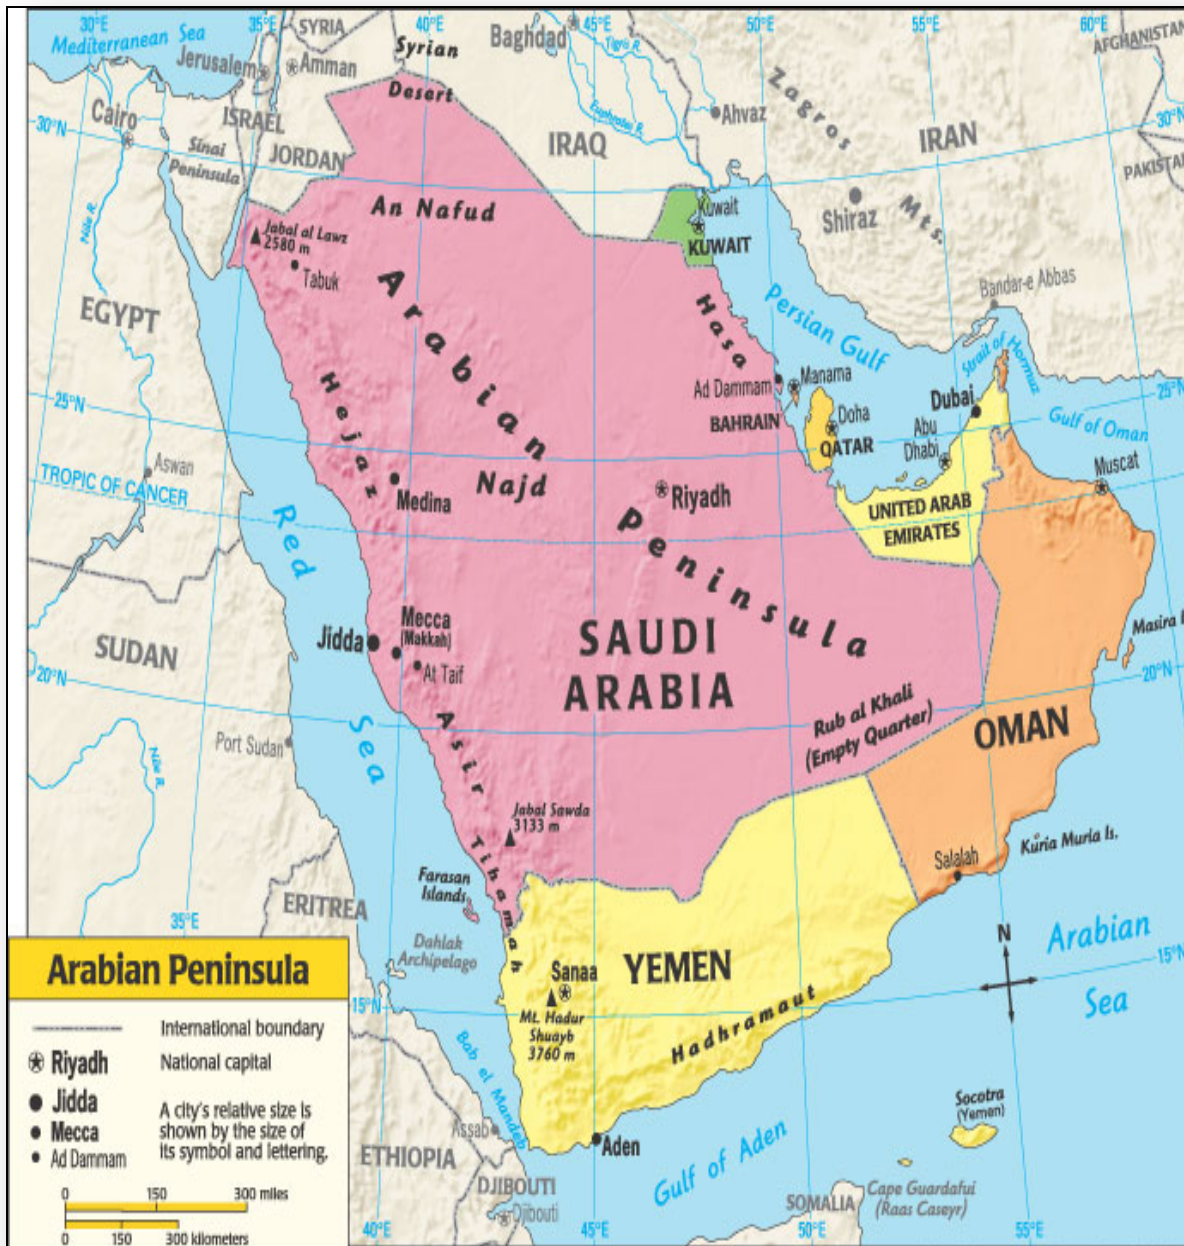 35°E
40°E
45°E
50°E
55°E
60°E
Mediterranean Sea
SYRIA
Syrian
Desert
Baghdad
Tigris R.
Euphrates R.
AFGHANISTAN
Jerusalem
Amman
Zagros
Mts.
Ahvaz
Cairo
30°N
ISRAEL
Sinai
Peninsula
JORDAN
IRAQ
IRAN
30°N
PAKISTAN
Nile R.
An Nafud
Kuwait
KUWAIT
Shiraz
Jabal al Lawz
2580 m
Tabuk
Arabian
Peninsula
Hasa
Persian Gulf
Bandar-e Abbas
EGYPT
Strait of Hormuz
Hejaz
Ad Dammam
Manama
BAHRAIN
Doha
QATAR
Dubai
Abu
Dhabi
25°N
25°N
Gulf of Oman
Muscat
Aswan
TROPIC OF CANCER
Najd
Medina
Riyadh
UNITED ARAB
EMIRATES
Red
Sea
Mecca
(Makkah)
Jidda
At Taif
SAUDI
ARABIA
Masira I
SUDAN
20°N
20°N
Rub al Khali
(Empty Quarter)
OMAN
Asir
Port Sudan
Nile R.
Jabal Sawda
3133 m
Tihamah
Kuria Muria Is.
Salalah
Farasan
Islands
ERITREA
35°E
Dahlak
Archipelago
N
Arabian
Sea
15°N
Sanaa
YEMEN
Mt. Hadur
Shuayb
3760 m
Hadhramaut
15°N
Bab el Mandeb
Socotra
(Yemen)
Assab
Aden
Gulf of Aden
ETHIOPIA
DJIBOUTI
Djibouti
SOMALIA
Cape Guardafui
(Raas Caseyr)
40°E
45°E
50°E
55°E
Arabian Peninsula
International boundary
Riyadh
National capital
Jidda
Mecca
Ad Dammam
A city's relative size is
shown by the size of
its symbol and lettering.
0 150 300 miles
0 150 300 kilometers